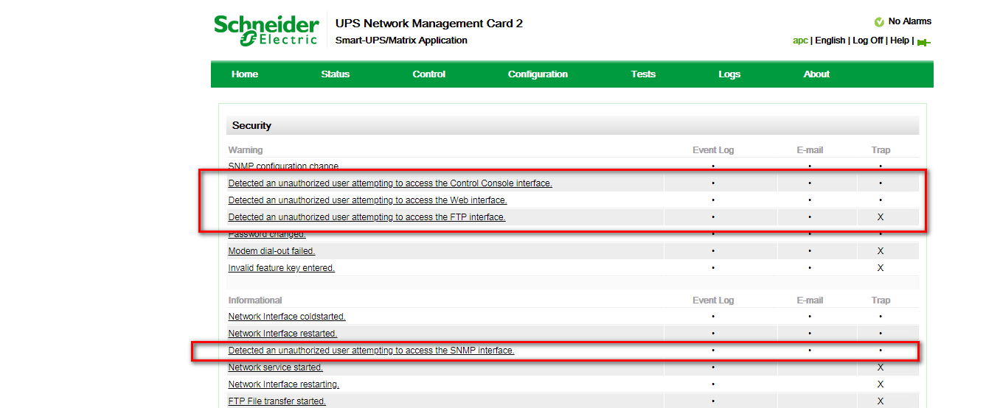 Schneider Electric
UPS Network Management Card 2
Smart-UPS/Matrix Application
No Alarms
apc | English | Log Off | Help |
Home Status Control Configuration Tests Logs About
Security
Warning Event Log E-mail Trap
SNMP configuration change. • • •
Detected an unauthorized user attempting to access the Control Console interface. • • •
Detected an unauthorized user attempting to access the Web interface. • • •
Detected an unauthorized user attempting to access the FTP interface. • • X
Password changed. • • •
Modem dial-out failed. • • X
Invalid feature key entered. • • X
Informational Event Log E-mail Trap
Network Interface coldstarted. • • •
Network Interface restarted. • • •
Detected an unauthorized user attempting to access the SNMP interface. • • •
Network service started. • X
Network Interface restarting. • X
FTP File transfer started. • X